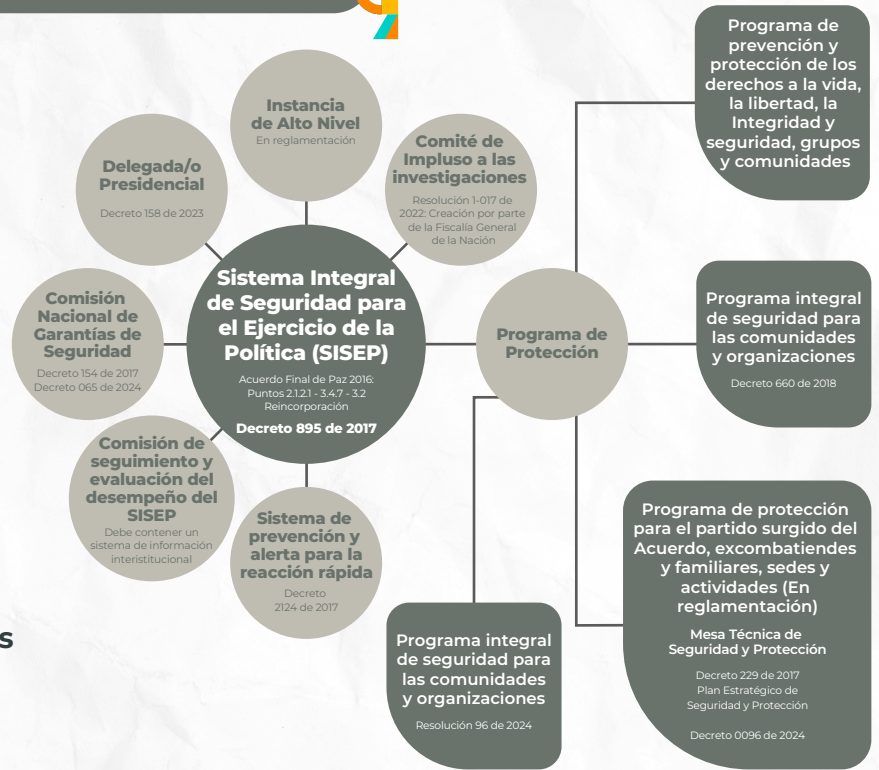 Instancia
de Alto Nivel
En reglamentación
Delegada/o
Presidencial
Decreto 158 de 2023
Comité de
Impluso a las
investigaciones
Resolución 1-017 de
2022: Creación por parte
de la Fiscalía General
de la Nación
Comisión
Nacional de
Garantías de
Seguridad
Decreto 154 de 2017
Decreto 065 de 2024
Sistema Integral
de Seguridad para
el Ejercicio de la
Política (SISEP)
Acuerdo Final de Paz 2016:
Puntos 2.1.2.1 - 3.4.7 - 3.2
Reincorporación
Decreto 895 de 2017
Comisión de
seguimiento y
evaluación del
desempeño del
SISEP
Debe contener un
sistema de información
interistitucional
Sistema de
prevención y
alerta para la
reacción rápida
Decreto
2124 de 2017
Programa de
Protección
Programa de
prevención y
protección de los
derechos a la vida,
la libertad, la
Integridad y
seguridad, grupos
y comunidades
Programa integral
de seguridad para
las comunidades
y organizaciones
Decreto 660 de 2018
Programa de protección
para el partido surgido del
Acuerdo, excombatiendes
y familiares, sedes y
actividades (En
reglamentación)
Mesa Técnica de
Seguridad y Protección
Decreto 229 de 2017
Plan Estratégico de
Seguridad y Protección
Decreto 0096 de 2024
Programa integral
de seguridad para
las comunidades
y organizaciones
Resolución 96 de 2024
s